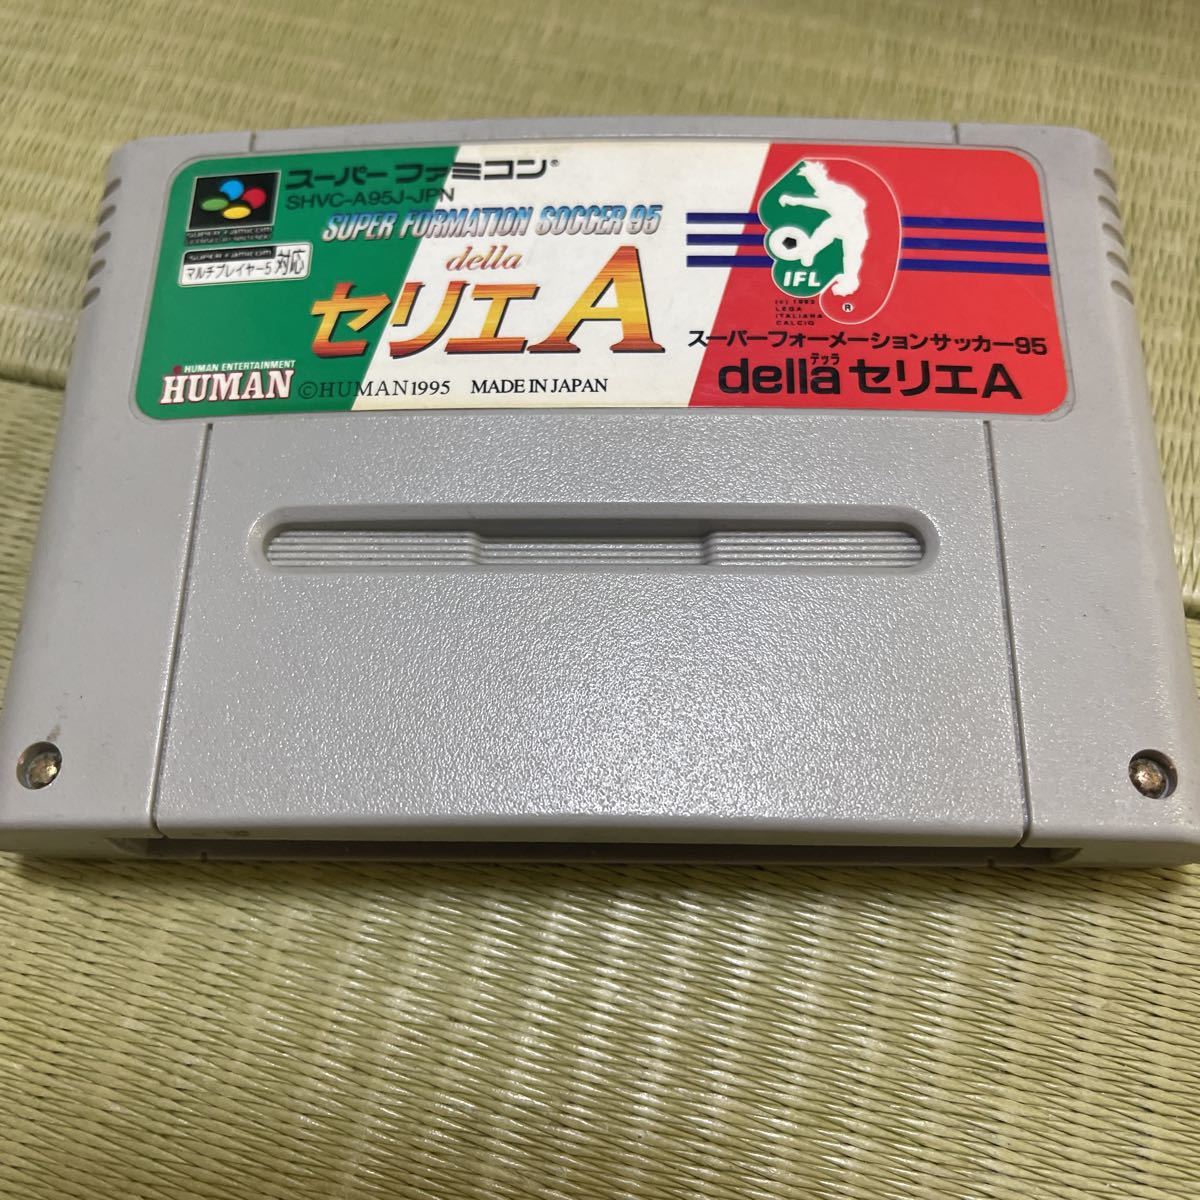 スーパーファミコン®
SHVC-A95J-JPN
SUPER Famicom
マルチプレイヤー5 対応
SUPER FORMATION SOCCER 95
della
セリエA
HUMAN ENTERTAINMENT
HUMAN
©HUMAN1995 MADE IN JAPAN
IFL
®
LEGA
ITALIANA
CALCIO
スーパーフォーメーションサッカー95
デッラ
della セリエA